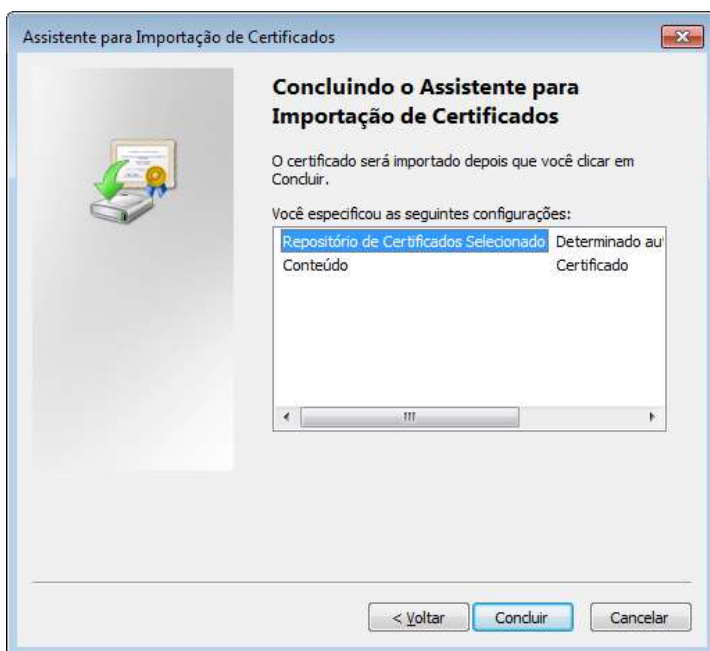 Assistente para Importação de Certificados
Concluindo o Assistente para
Importação de Certificados
O certificado será importado depois que você clicar em
Concluir.
Você especificou as seguintes configurações:
Repositório de Certificados Selecionado Determinado au
Conteúdo Certificado
< Voltar Concluir Cancelar